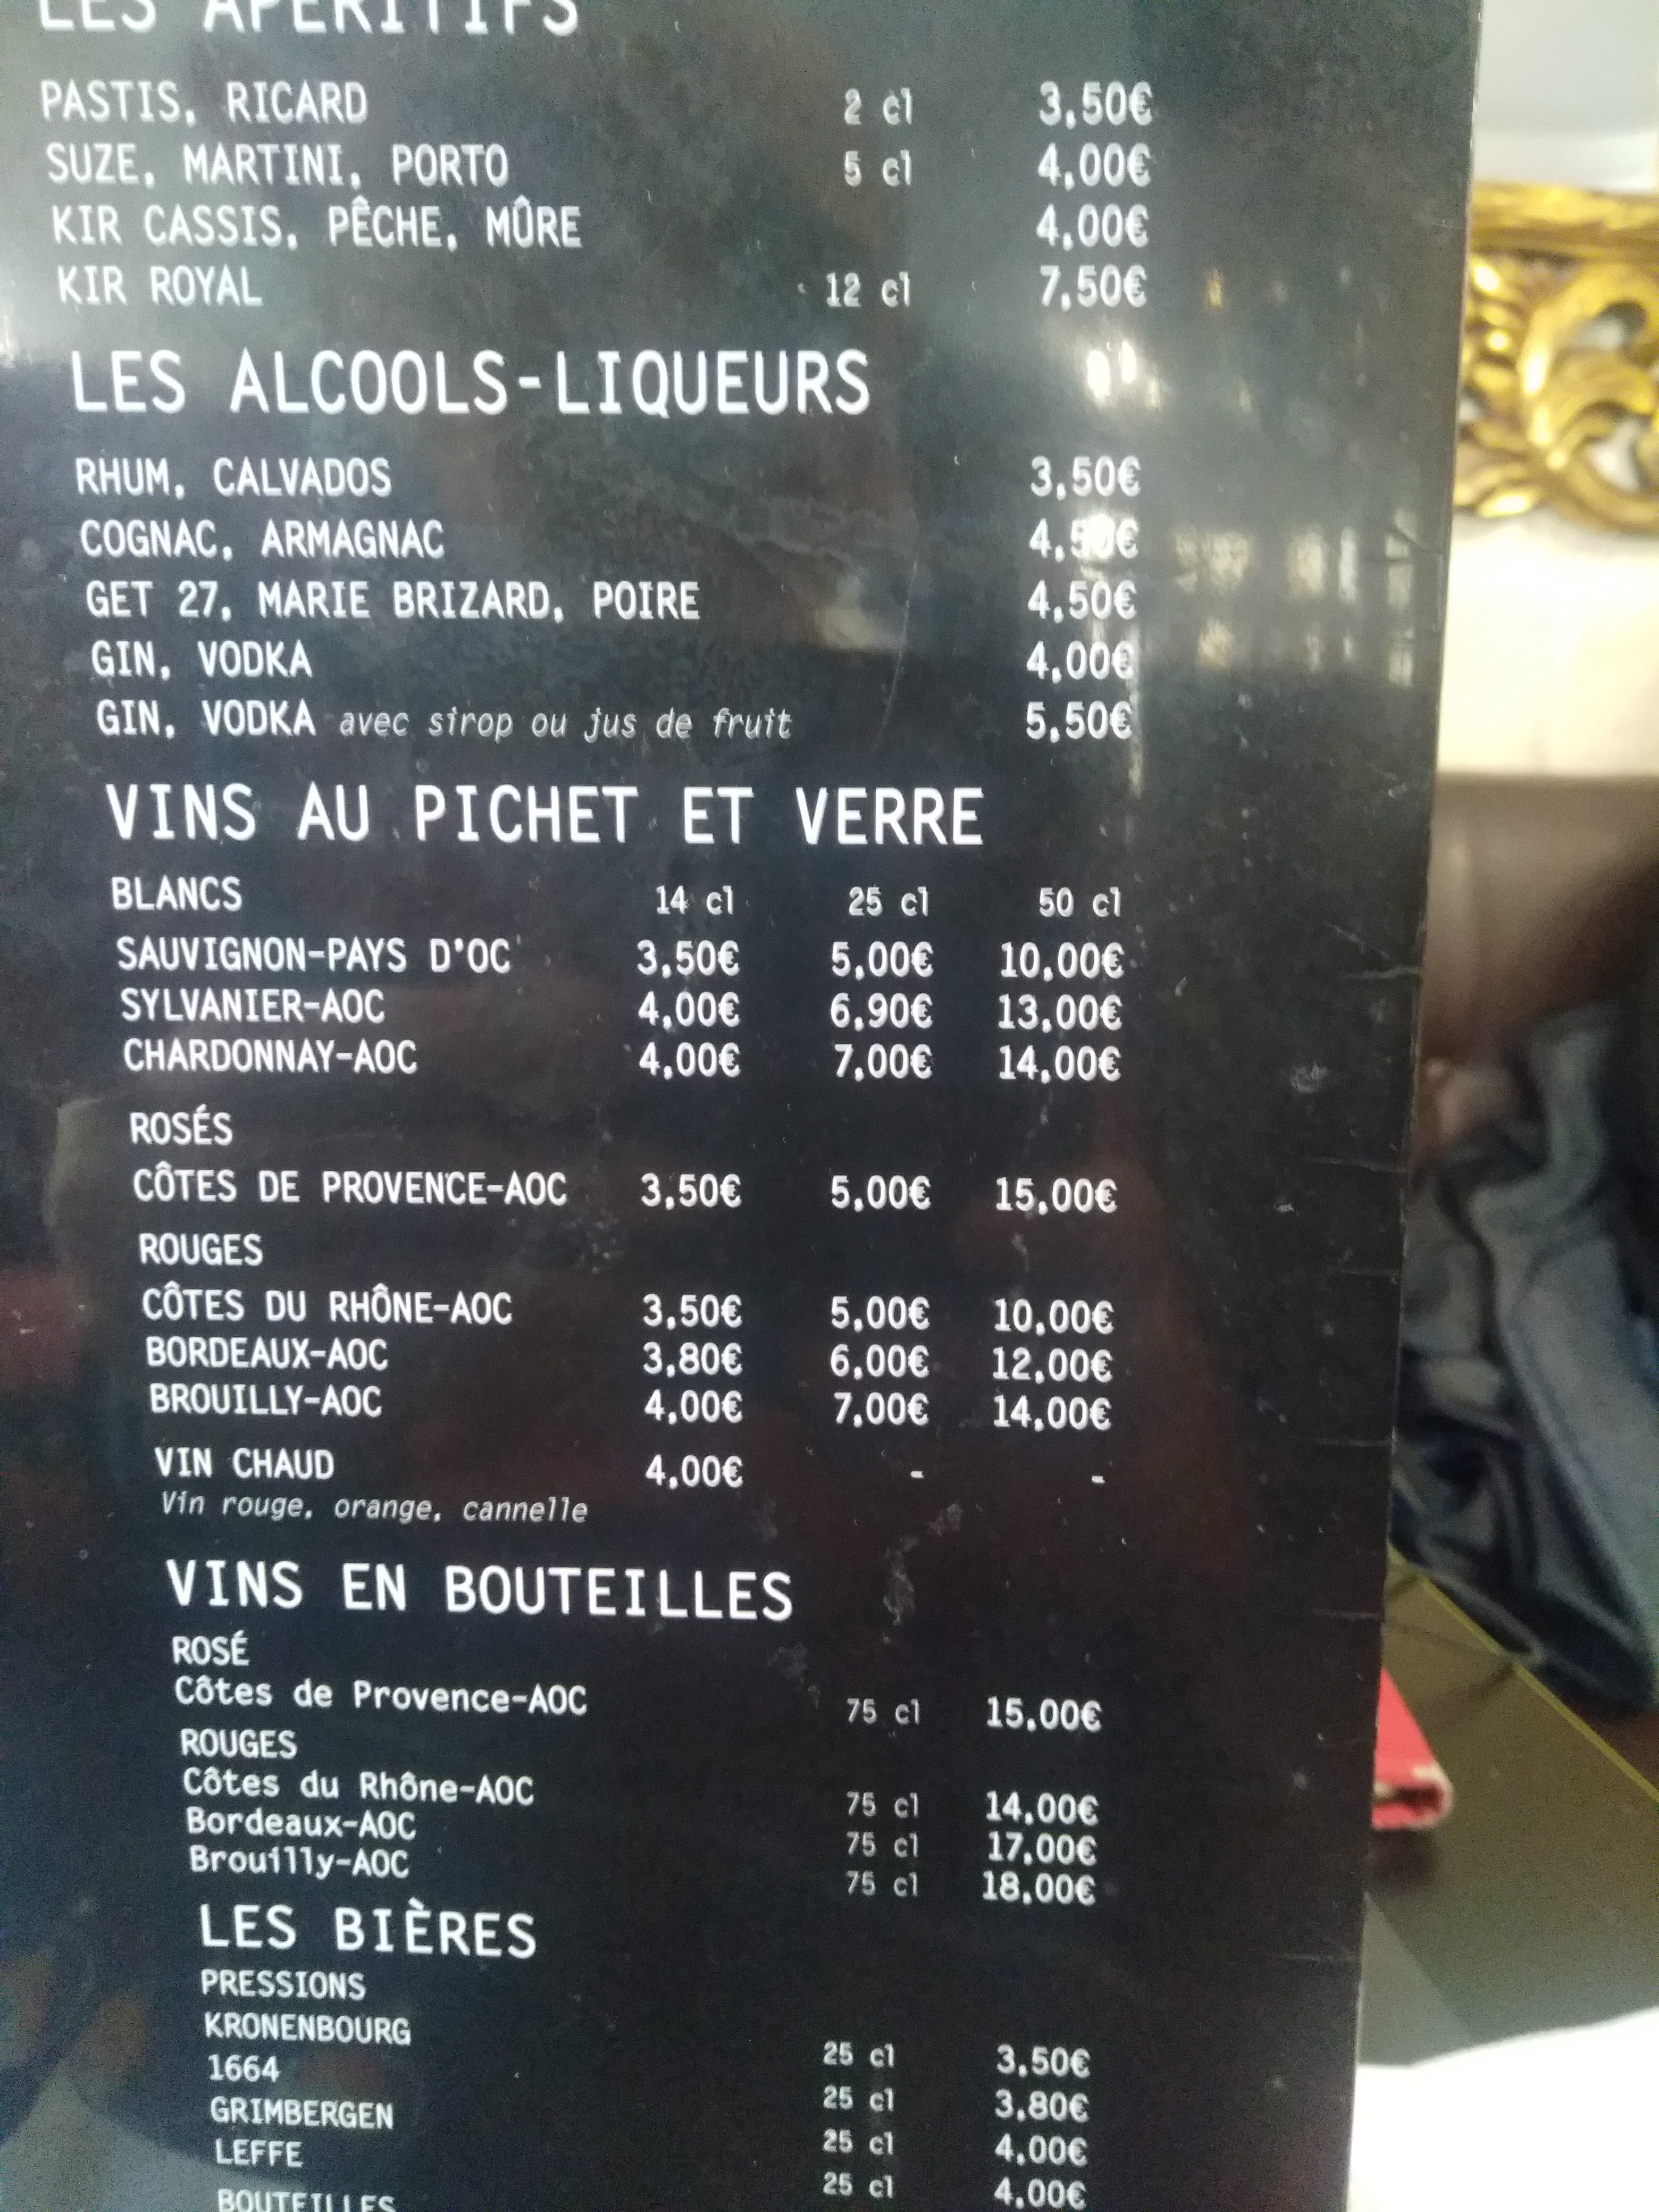 LES APÉRITIFS
PASTIS, RICARD 2 cl 3,50€
SUZE, MARTINI, PORTO 5 cl 4,00€
KIR CASSIS, PÊCHE, MÛRE 4,00€
KIR ROYAL 12 cl 7,50€
LES ALCOOLS-LIQUEURS
RHUM, CALVADOS 3,50€
COGNAC, ARMAGNAC 4,50€
GET 27, MARIE BRIZARD, POIRE 4,50€
GIN, VODKA 4,00€
GIN, VODKA avec sirop ou jus de fruit 5,50€
VINS AU PICHET ET VERRE
BLANCS 14 cl 25 cl 50 cl
SAUVIGNON-PAYS D'OC 3,50€ 5,00€ 10,00€
SYLVANIER-AOC 4,00€ 6,90€ 13,00€
CHARDONNAY-AOC 4,00€ 7,00€ 14,00€
ROSÉS
CÔTES DE PROVENCE-AOC 3,50€ 5,00€ 15,00€
ROUGES
CÔTES DU RHÔNE-AOC 3,50€ 5,00€ 10,00€
BORDEAUX-AOC 3,80€ 6,00€ 12,00€
BROUILLY-AOC 4,00€ 7,00€ 14,00€
VIN CHAUD 4,00€ - -
Vin rouge, orange, cannelle
VINS EN BOUTEILLES
ROSÉ
Côtes de Provence-AOC 75 cl 15,00€
ROUGES
Côtes du Rhône-AOC 75 cl 14,00€
Bordeaux-AOC 75 cl 17,00€
Brouilly-AOC 75 cl 18,00€
LES BIÈRES
PRESSIONS
KRONENBOURG 25 cl 3,50€
1664 25 cl 3,80€
GRIMBERGEN 25 cl 4,00€
LEFFE 25 cl 4,00€
BOUTEILLES